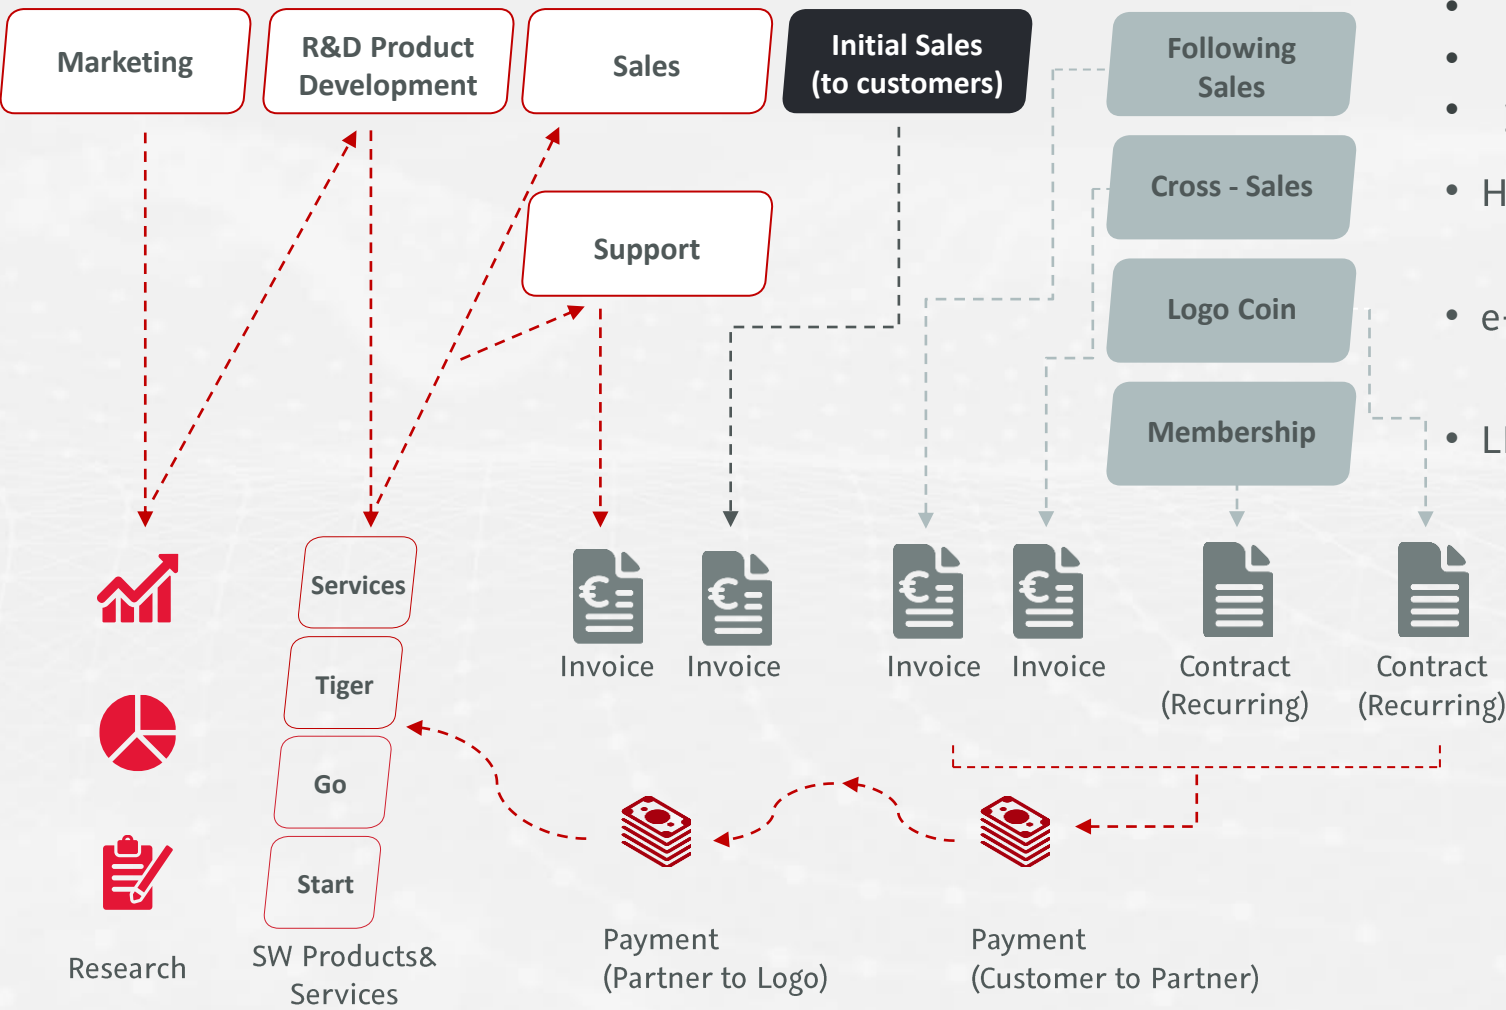 Marketing
R&D Product
Development
Sales
Initial Sales
(to customers)
Following
Sales
Support
Cross - Sales
Logo Coin
Membership
Services
Tiger
Go
Start
Invoice
Invoice
Invoice
Invoice
Contract
(Recurring)
Contract
(Recurring)
Research
SW Products&
Services
Payment
(Partner to Logo)
Payment
(Customer to Partner)